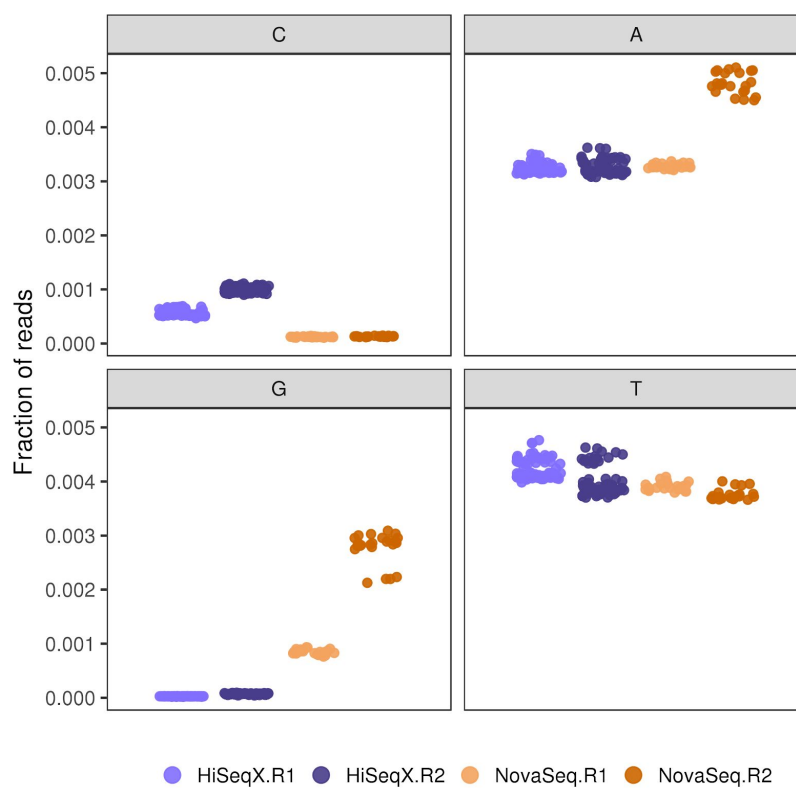 C
A
0.005
0.004
0.003
0.002
0.001
0.000
G
T
0.005
0.004
0.003
0.002
0.001
0.000
Fraction of reads
HiSeqX.R1 HiSeqX.R2 NovaSeq.R1 NovaSeq.R2